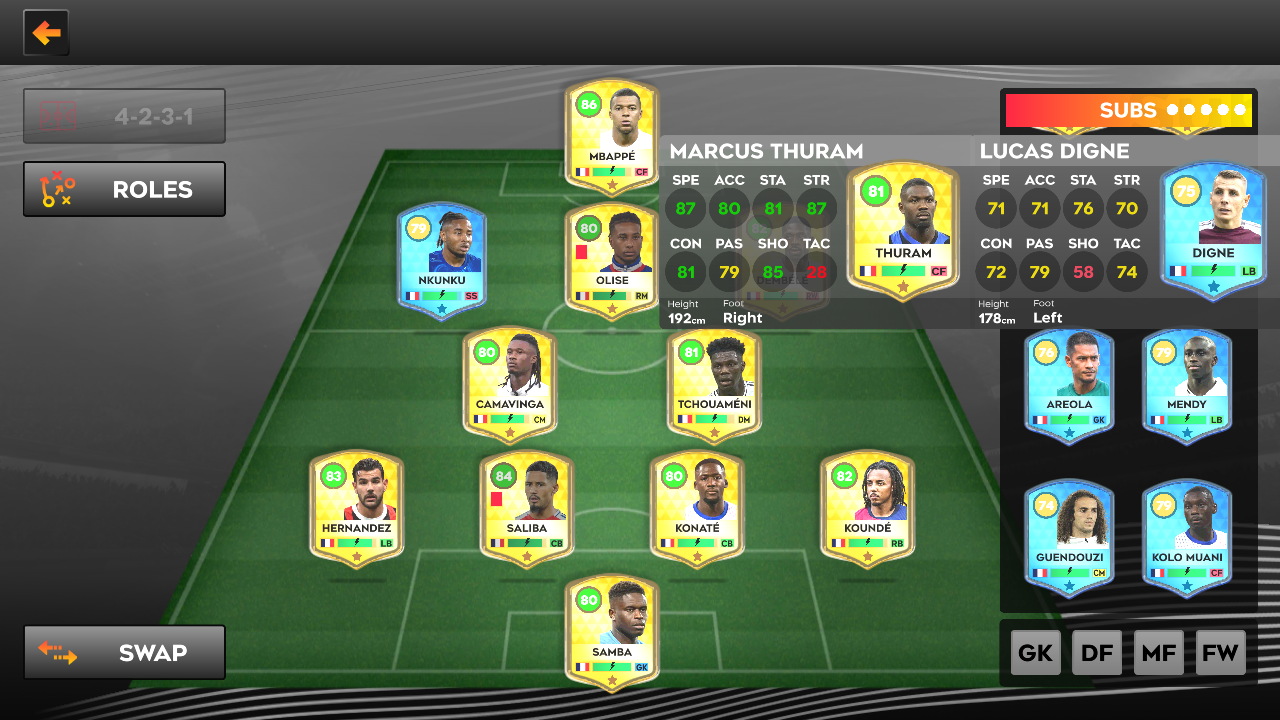 4-2-3-1
ROLES
SWAP
86
MBAPPÉ
CF
79
NKUNKU
SS
80
OLISE
RM
DEMBÉLÉ
RW
80
CAMAVINGA
CM
81
TCHOUAMÉNI
DM
83
HERNANDEZ
LB
84
SALIBA
CB
80
KONATÉ
CB
82
KOUNDÉ
RB
80
SAMBA
GK
MARCUS THURAM
SPE ACC STA STR
87 80 81 87
CON PAS SHO TAC
81 79 85 28
Height Foot
192cm Right
81
THURAM
CF
SUBS
LUCAS DIGNE
SPE ACC STA STR
71 71 76 70
CON PAS SHO TAC
72 79 58 74
Height Foot
178cm Left
75
DIGNE
LB
76
AREOLA
GK
79
MENDY
LB
74
GUENDOUZI
CM
79
KOLO MUANI
CF
GK DF MF FW